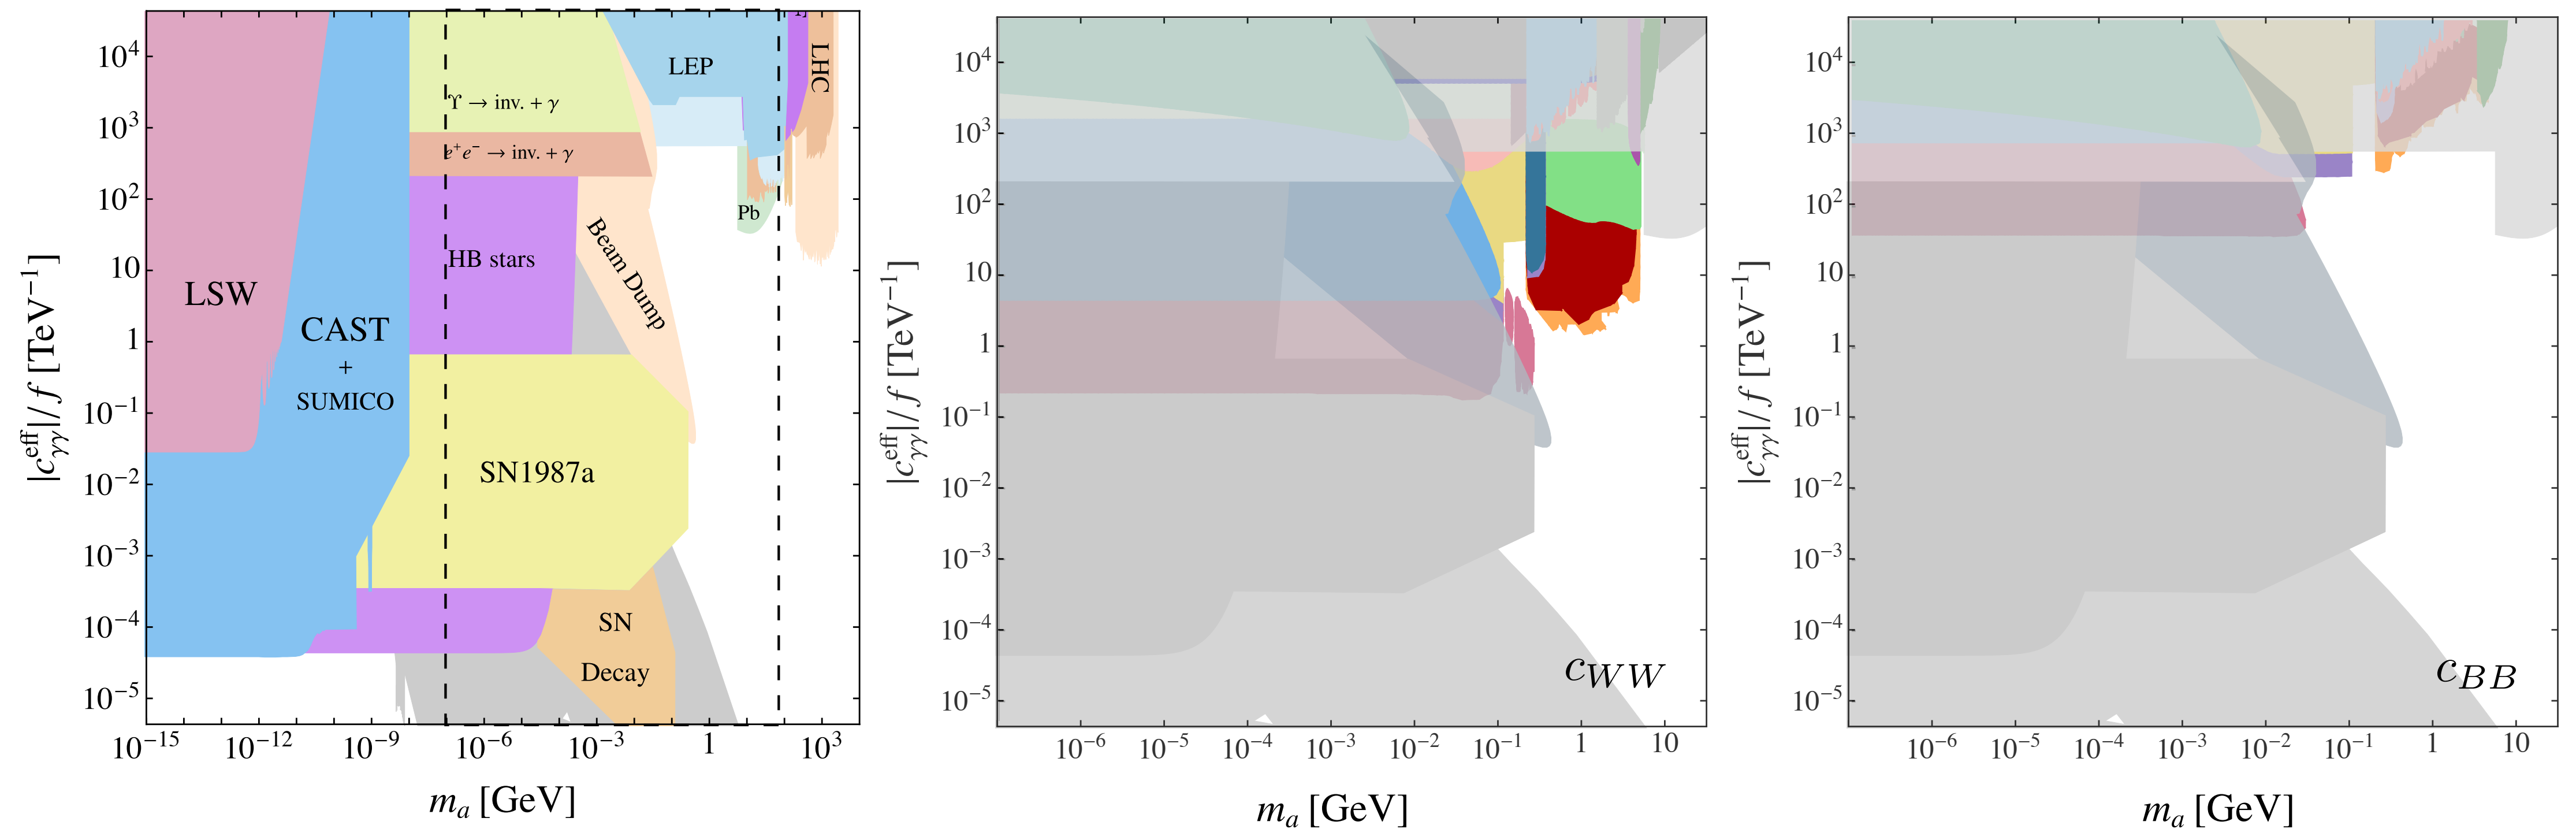 |c_γγ^eff|/f [TeV⁻¹]
10⁴
10³
10²
10
1
10⁻¹
10⁻²
10⁻³
10⁻⁴
10⁻⁵
LEP
LHC
Υ → inv. + γ
e⁺e⁻ → inv. + γ
Pb
HB stars
Beam Dump
LSW
CAST
+
SUMICO
SN1987a
SN
Decay
10⁻¹⁵ 10⁻¹² 10⁻⁹ 10⁻⁶ 10⁻³ 1 10³
m_a [GeV]
|c_γγ^eff|/f [TeV⁻¹]
10⁴
10³
10²
10
1
10⁻¹
10⁻²
10⁻³
10⁻⁴
10⁻⁵
c_WW
10⁻⁶ 10⁻⁵ 10⁻⁴ 10⁻³ 10⁻² 10⁻¹ 1 10
m_a [GeV]
|c_γγ^eff|/f [TeV⁻¹]
10⁴
10³
10²
10
1
10⁻¹
10⁻²
10⁻³
10⁻⁴
10⁻⁵
c_BB
10⁻⁶ 10⁻⁵ 10⁻⁴ 10⁻³ 10⁻² 10⁻¹ 1 10
m_a [GeV]